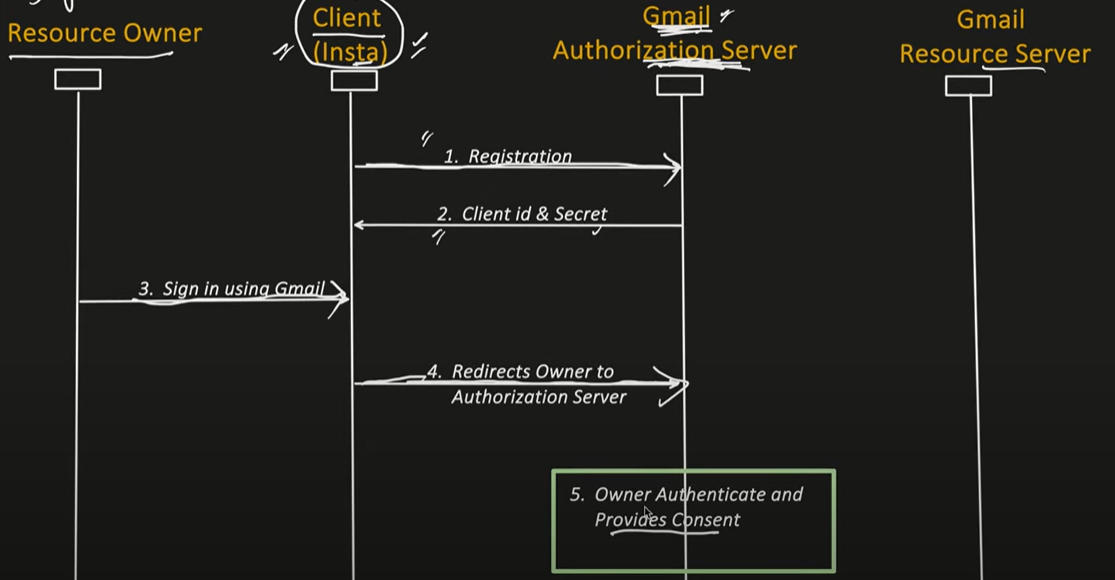 Resource Owner
Client
(Insta)
Gmail
Authorization Server
Gmail
Resource Server
1. Registration
2. Client id & Secret
3. Sign in using Gmail
4. Redirects Owner to
Authorization Server
5. Owner Authenticate and
Provides Consent